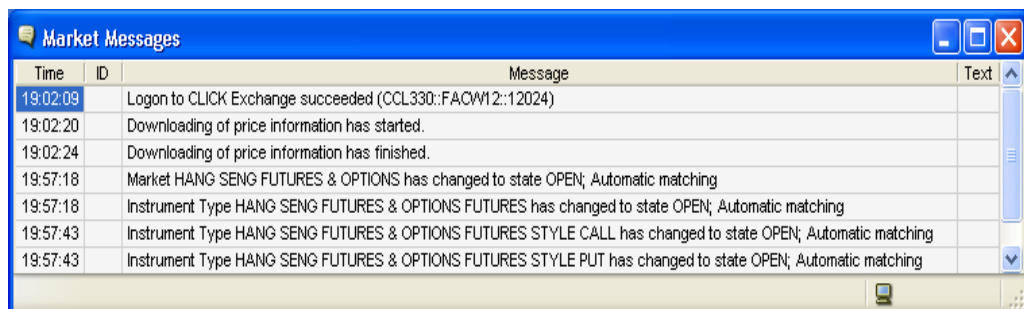 Market Messages
Time ID Message Text
19:02:09 Logon to CLICK Exchange succeeded (CCL330::FACW12::12024)
19:02:20 Downloading of price information has started.
19:02:24 Downloading of price information has finished.
19:57:18 Market HANG SENG FUTURES & OPTIONS has changed to state OPEN; Automatic matching
19:57:18 Instrument Type HANG SENG FUTURES & OPTIONS FUTURES has changed to state OPEN; Automatic matching
19:57:43 Instrument Type HANG SENG FUTURES & OPTIONS FUTURES STYLE CALL has changed to state OPEN; Automatic matching
19:57:43 Instrument Type HANG SENG FUTURES & OPTIONS FUTURES STYLE PUT has changed to state OPEN; Automatic matching